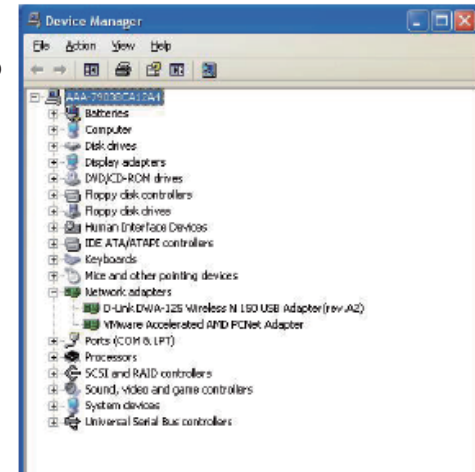 Device Manager
File Action View Help
Batteries
Computer
Disk drives
Display adapters
DVD/CD-ROM drives
Floppy disk controllers
Floppy disk drives
Human Interface Devices
IDE ATA/ATAPI controllers
Keyboards
Mice and other pointing devices
Network adapters
D-Link DWA-125 Wireless N 150 USB Adapter(rev.A2)
VMware Accelerated AMD PCNet Adapter
Ports (COM & LPT)
Processors
SCSI and RAID controllers
Sound, video and game controllers
System devices
Universal Serial Bus controllers